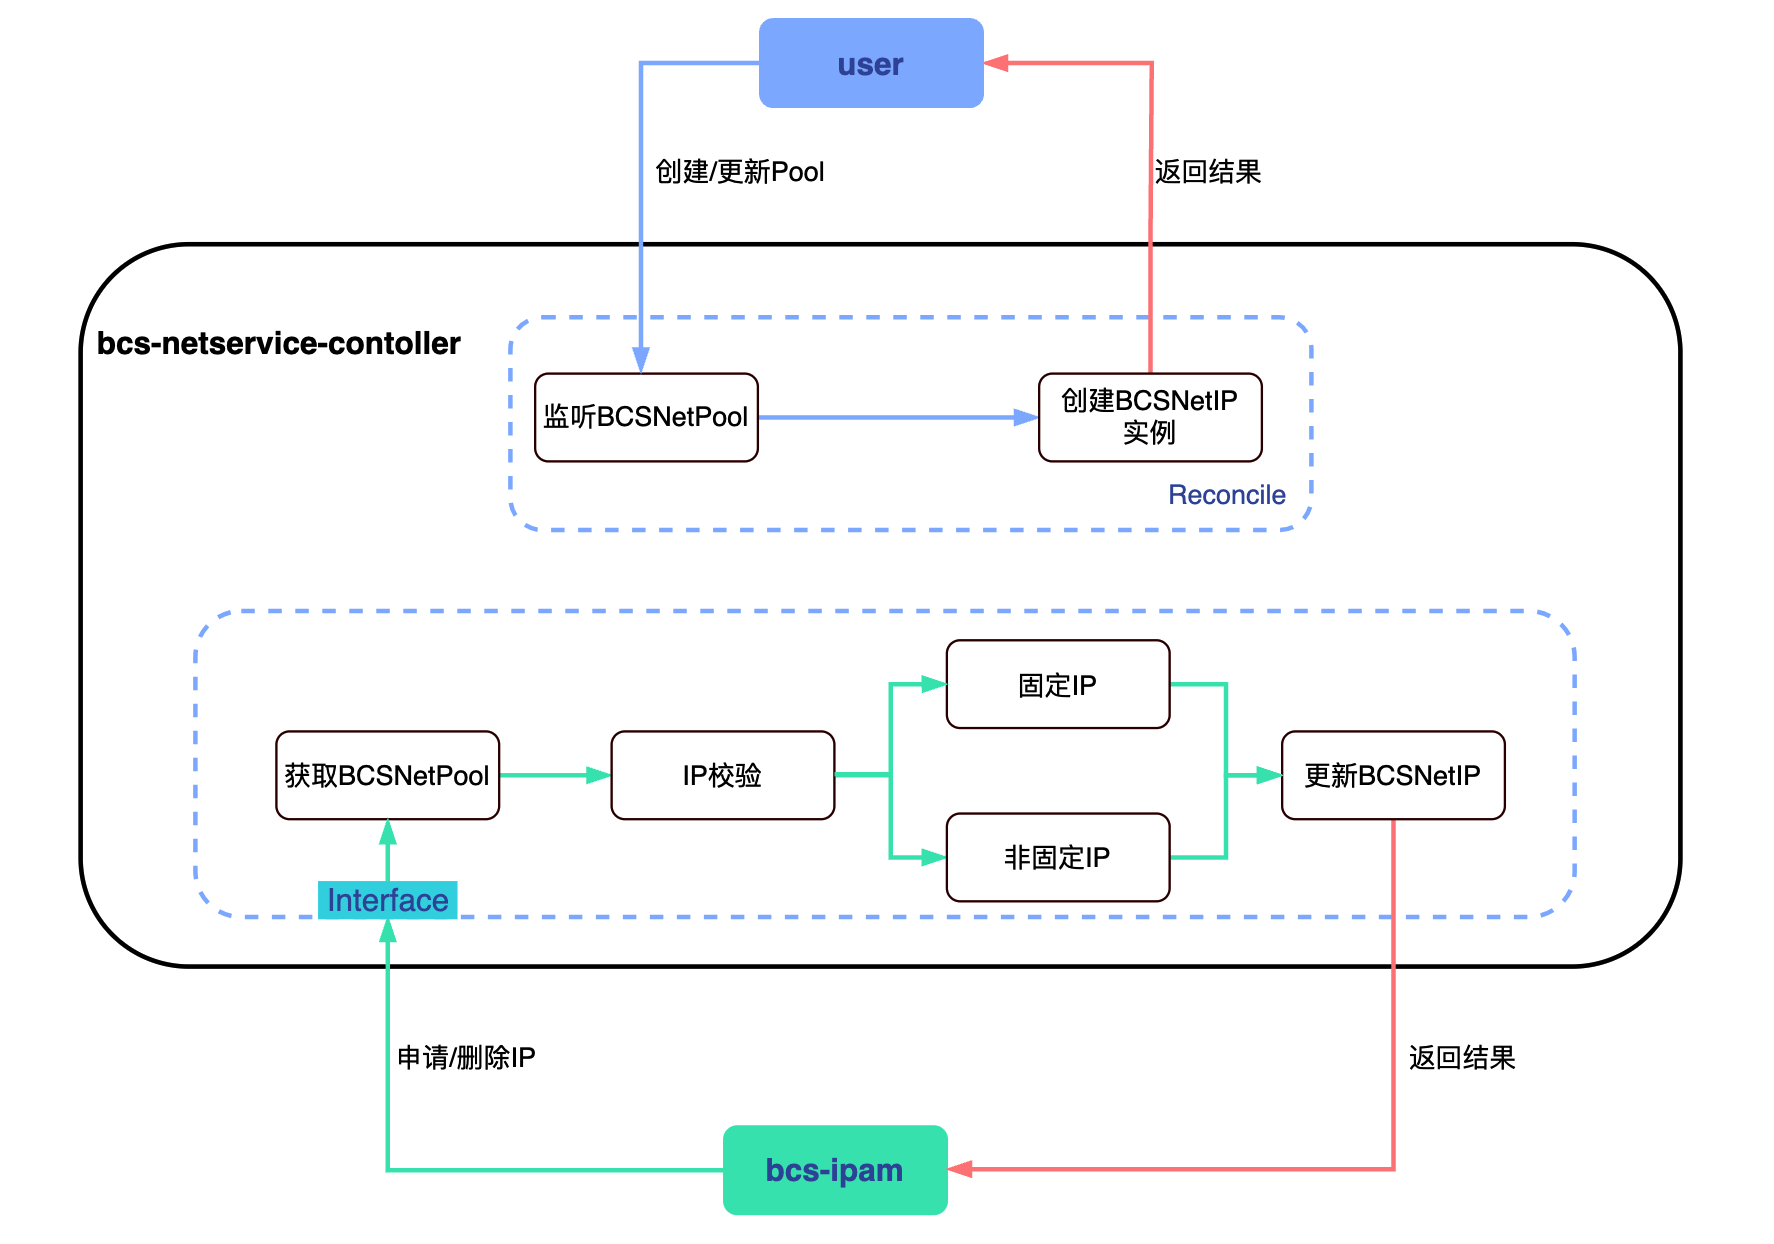 user
创建/更新Pool
返回结果
bcs-netservice-contoller
监听BCSNetPool
创建BCSNetIP
实例
Reconcile
固定IP
获取BCSNetPool
IP校验
更新BCSNetIP
非固定IP
Interface
申请/删除IP
返回结果
bcs-ipam